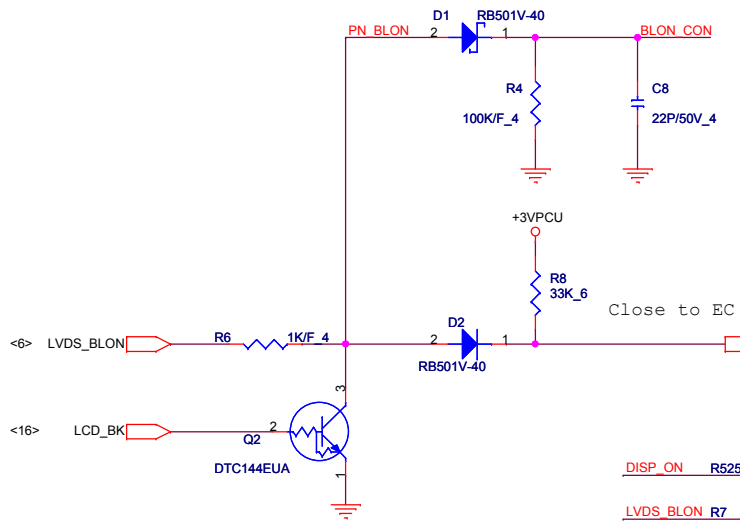 D1 RB501V-40
PN_BLON 2 1 BLON_CON
R4 C8
100K/F_4 22P/50V_4
+3VPCU
R8
33K_6
Close to EC
D2
<6> LVDS_BLON R6 1K/F_4 2 1
RB501V-40
3
<16> LCD_BK 2
Q2
DTC144EUA 1
DISP_ON R525
LVDS_BLON R7